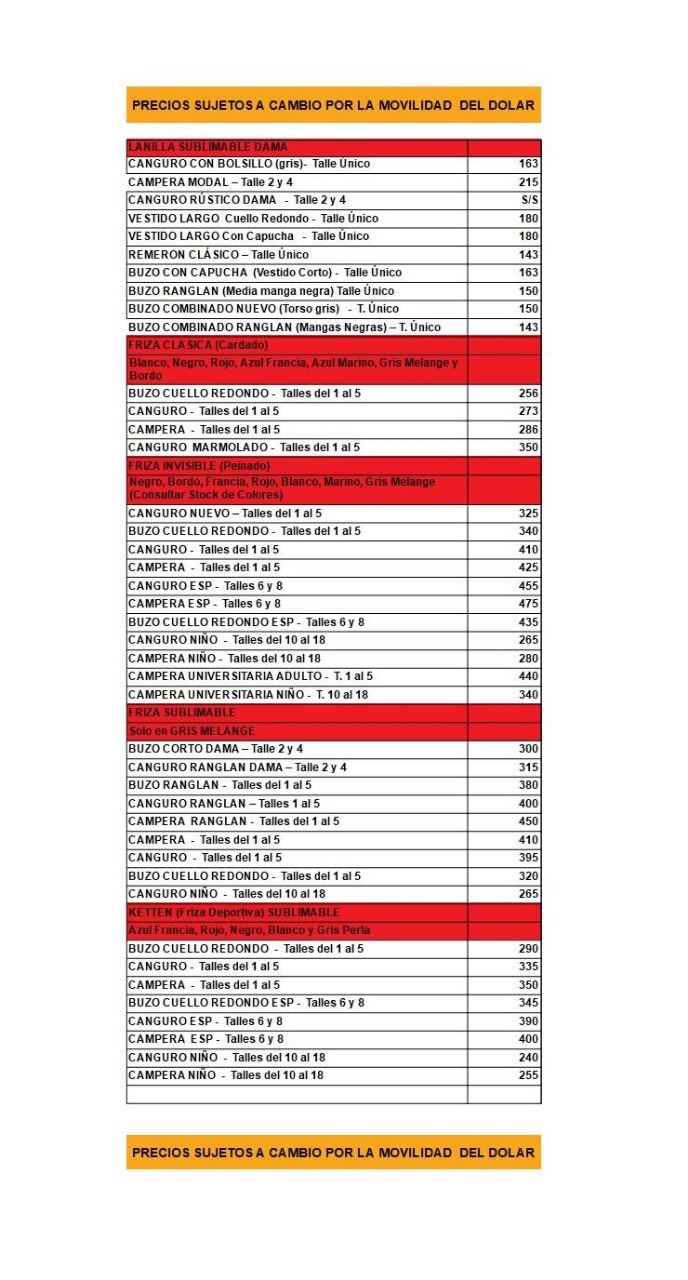 PRECIOS SUJETOS A CAMBIO POR LA MOVILIDAD DEL DOLAR
LANILLA SUBLIMABLE DAMA
CANGURO CON BOLSILLO (gris)- Talle Único 163
CAMPERA MODAL – Talle 2 y 4 215
CANGURO RÚSTICO DAMA - Talle 2 y 4 S/S
VESTIDO LARGO Cuello Redondo - Talle Único 180
VESTIDO LARGO Con Capucha - Talle Único 180
REMERON CLÁSICO – Talle Único 143
BUZO CON CAPUCHA (Vestido Corto) - Talle Único 163
BUZO RANGLAN (Media manga negra) Talle Único 150
BUZO COMBINADO NUEVO (Torso gris) - T. Único 150
BUZO COMBINADO RANGLAN (Mangas Negras) – T. Único 143
FRIZA CLASICA (Cardado)
Blanco, Negro, Rojo, Azul Francia, Azul Marino, Gris Melange y
Bordo
BUZO CUELLO REDONDO - Talles del 1 al 5 256
CANGURO - Talles del 1 al 5 273
CAMPERA - Talles del 1 al 5 286
CANGURO MARMOLADO - Talles del 1 al 5 350
FRIZA INVISIBLE (Peinado)
Negro, Bordo, Francia, Rojo, Blanco, Marino, Gris Melange
(Consultar Stock de Colores)
CANGURO NUEVO – Talles del 1 al 5 325
BUZO CUELLO REDONDO - Talles del 1 al 5 340
CANGURO - Talles del 1 al 5 410
CAMPERA - Talles del 1 al 5 425
CANGURO ESP - Talles 6 y 8 455
CAMPERA ESP - Talles 6 y 8 475
BUZO CUELLO REDONDO ESP - Talles 6 y 8 435
CANGURO NIÑO - Talles del 10 al 18 265
CAMPERA NIÑO - Talles del 10 al 18 280
CAMPERA UNIVERSITARIA ADULTO - T. 1 al 5 440
CAMPERA UNIVERSITARIA NIÑO - T. 10 al 18 340
FRIZA SUBLIMABLE
Solo en GRIS MELANGE
BUZO CORTO DAMA – Talle 2 y 4 300
CANGURO RANGLAN DAMA – Talle 2 y 4 315
BUZO RANGLAN - Talles del 1 al 5 380
CANGURO RANGLAN – Talles 1 al 5 400
CAMPERA RANGLAN - Talles del 1 al 5 450
CAMPERA - Talles del 1 al 5 410
CANGURO - Talles del 1 al 5 395
BUZO CUELLO REDONDO - Talles del 1 al 5 320
CANGURO NIÑO - Talles del 10 al 18 265
KETTEN (Friza Deportiva) SUBLIMABLE
Azul Francia, Rojo, Negro, Blanco y Gris Perla
BUZO CUELLO REDONDO - Talles del 1 al 5 290
CANGURO - Talles del 1 al 5 335
CAMPERA - Talles del 1 al 5 350
BUZO CUELLO REDONDO ESP - Talles 6 y 8 345
CANGURO ESP - Talles 6 y 8 390
CAMPERA ESP - Talles 6 y 8 400
CANGURO NIÑO - Talles del 10 al 18 240
CAMPERA NIÑO - Talles del 10 al 18 255
PRECIOS SUJETOS A CAMBIO POR LA MOVILIDAD DEL DOLAR